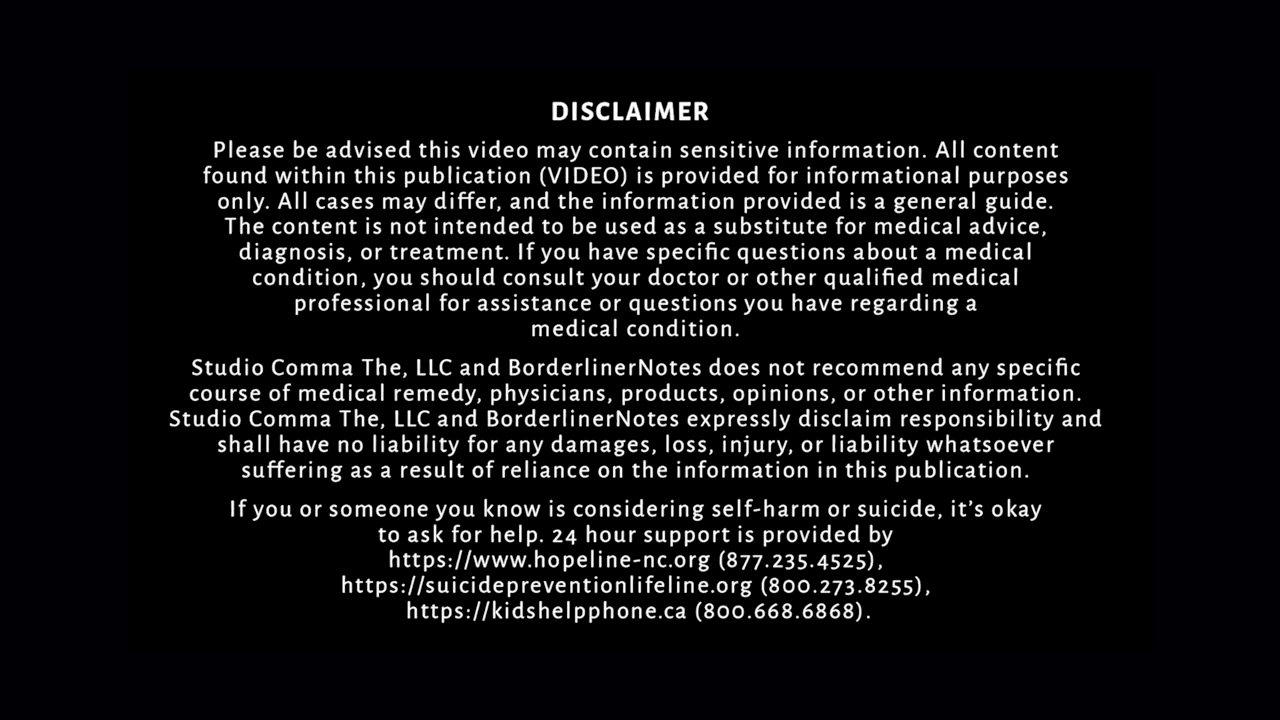 DISCLAIMER
Please be advised this video may contain sensitive information. All content
found within this publication (VIDEO) is provided for informational purposes
only. All cases may differ, and the information provided is a general guide.
The content is not intended to be used as a substitute for medical advice,
diagnosis, or treatment. If you have specific questions about a medical
condition, you should consult your doctor or other qualified medical
professional for assistance or questions you have regarding a
medical condition.
Studio Comma The, LLC and BorderlinerNotes does not recommend any specific
course of medical remedy, physicians, products, opinions, or other information.
Studio Comma The, LLC and BorderlinerNotes expressly disclaim responsibility and
shall have no liability for any damages, loss, injury, or liability whatsoever
suffering as a result of reliance on the information in this publication.
If you or someone you know is considering self-harm or suicide, it’s okay
to ask for help. 24 hour support is provided by
https://www.hopeline-nc.org (877.235.4525),
https://suicidepreventionlifeline.org (800.273.8255),
https://kidshelpphone.ca (800.668.6868).